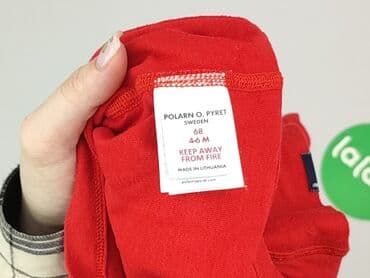 POLARN O. PYRET
SWEDEN
68
4-6 M
KEEP AWAY
FROM FIRE
MADE IN LITHUANIA